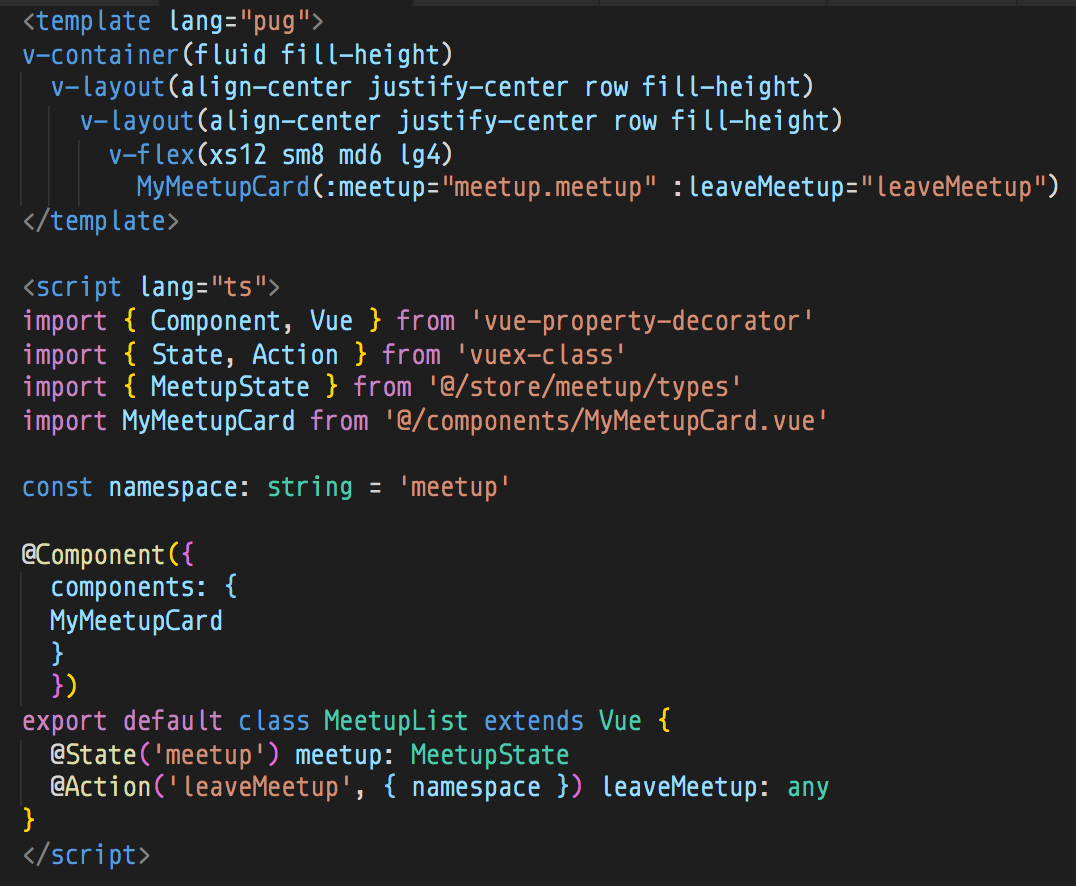 <template lang="pug">
v-container(fluid fill-height)
  v-layout(align-center justify-center row fill-height)
    v-layout(align-center justify-center row fill-height)
      v-flex(xs12 sm8 md6 lg4)
        MyMeetupCard(:meetup="meetup.meetup" :leaveMeetup="leaveMeetup")
</template>

<script lang="ts">
import { Component, Vue } from 'vue-property-decorator'
import { State, Action } from 'vuex-class'
import { MeetupState } from '@/store/meetup/types'
import MyMeetupCard from '@/components/MyMeetupCard.vue'

const namespace: string = 'meetup'

@Component({
  components: {
  MyMeetupCard
  }
  })
export default class MeetupList extends Vue {
  @State('meetup') meetup: MeetupState
  @Action('leaveMeetup', { namespace }) leaveMeetup: any
}
</script>